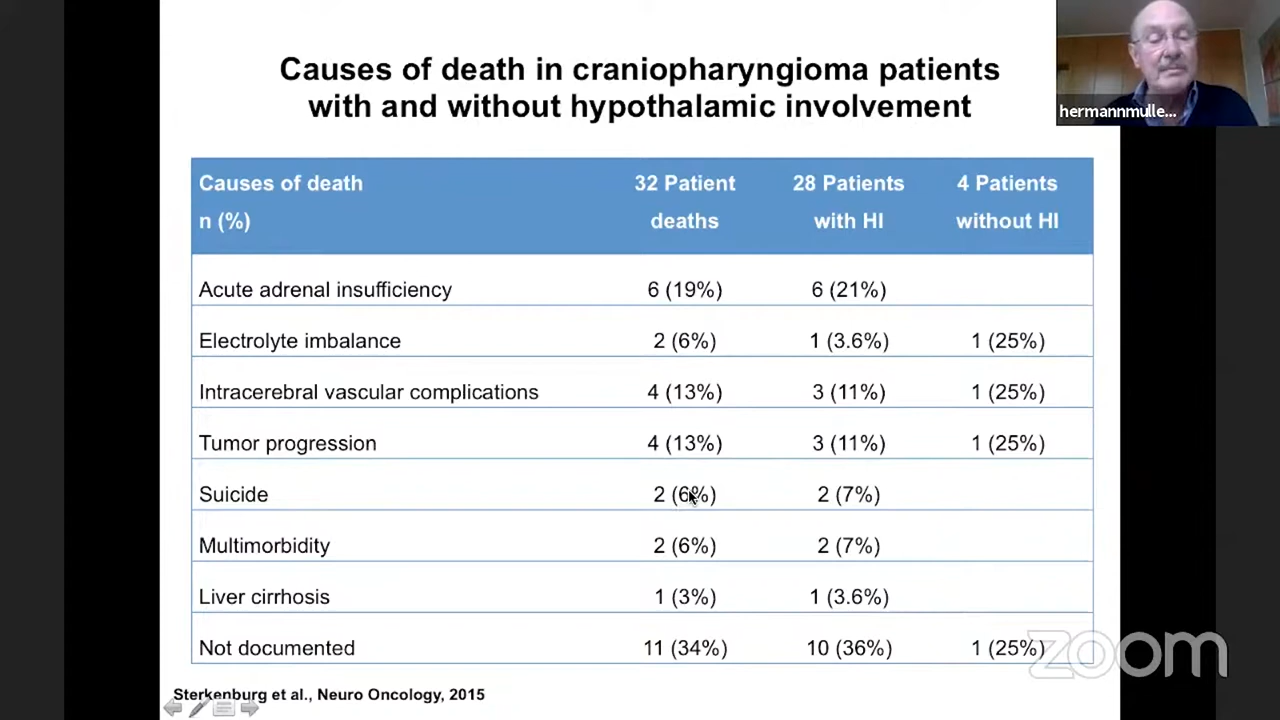 Causes of death in craniopharyngioma patients
with and without hypothalamic involvement
hermannmulle...
Causes of death 32 Patient 28 Patients 4 Patients
n (%) deaths with HI without HI
Acute adrenal insufficiency 6 (19%) 6 (21%)
Electrolyte imbalance 2 (6%) 1 (3.6%) 1 (25%)
Intracerebral vascular complications 4 (13%) 3 (11%) 1 (25%)
Tumor progression 4 (13%) 3 (11%) 1 (25%)
Suicide 2 (6%) 2 (7%)
Multimorbidity 2 (6%) 2 (7%)
Liver cirrhosis 1 (3%) 1 (3.6%)
Not documented 11 (34%) 10 (36%) 1 (25%)
zoom
Sterkenburg et al., Neuro Oncology, 2015